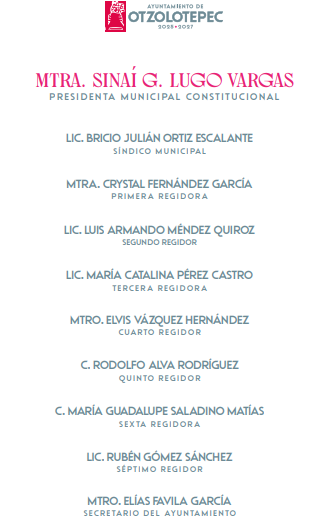 AYUNTAMIENTO DE
OTZOLOTEPEC
2025•2027
MTRA. SINAÍ G. LUGO VARGAS
PRESIDENTA MUNICIPAL CONSTITUCIONAL
LIC. BRICIO JULIÁN ORTIZ ESCALANTE
SÍNDICO MUNICIPAL
MTRA. CRYSTAL FERNÁNDEZ GARCÍA
PRIMERA REGIDORA
LIC. LUIS ARMANDO MÉNDEZ QUIROZ
SEGUNDO REGIDOR
LIC. MARÍA CATALINA PÉREZ CASTRO
TERCERA REGIDORA
MTRO. ELVIS VÁZQUEZ HERNÁNDEZ
CUARTO REGIDOR
C. RODOLFO ALVA RODRÍGUEZ
QUINTO REGIDOR
C. MARÍA GUADALUPE SALADINO MATÍAS
SEXTA REGIDORA
LIC. RUBÉN GÓMEZ SÁNCHEZ
SÉPTIMO REGIDOR
MTRO. ELÍAS FAVILA GARCÍA
SECRETARIO DEL AYUNTAMIENTO